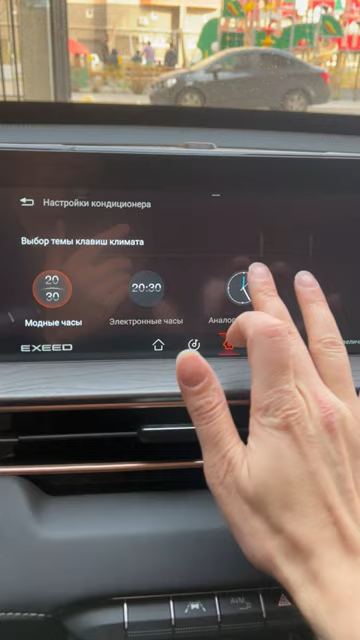 Настройки кондиционера
Выбор темы клавиш климата
20
30
20:30
Модные часы
Электронные часы
EXEED